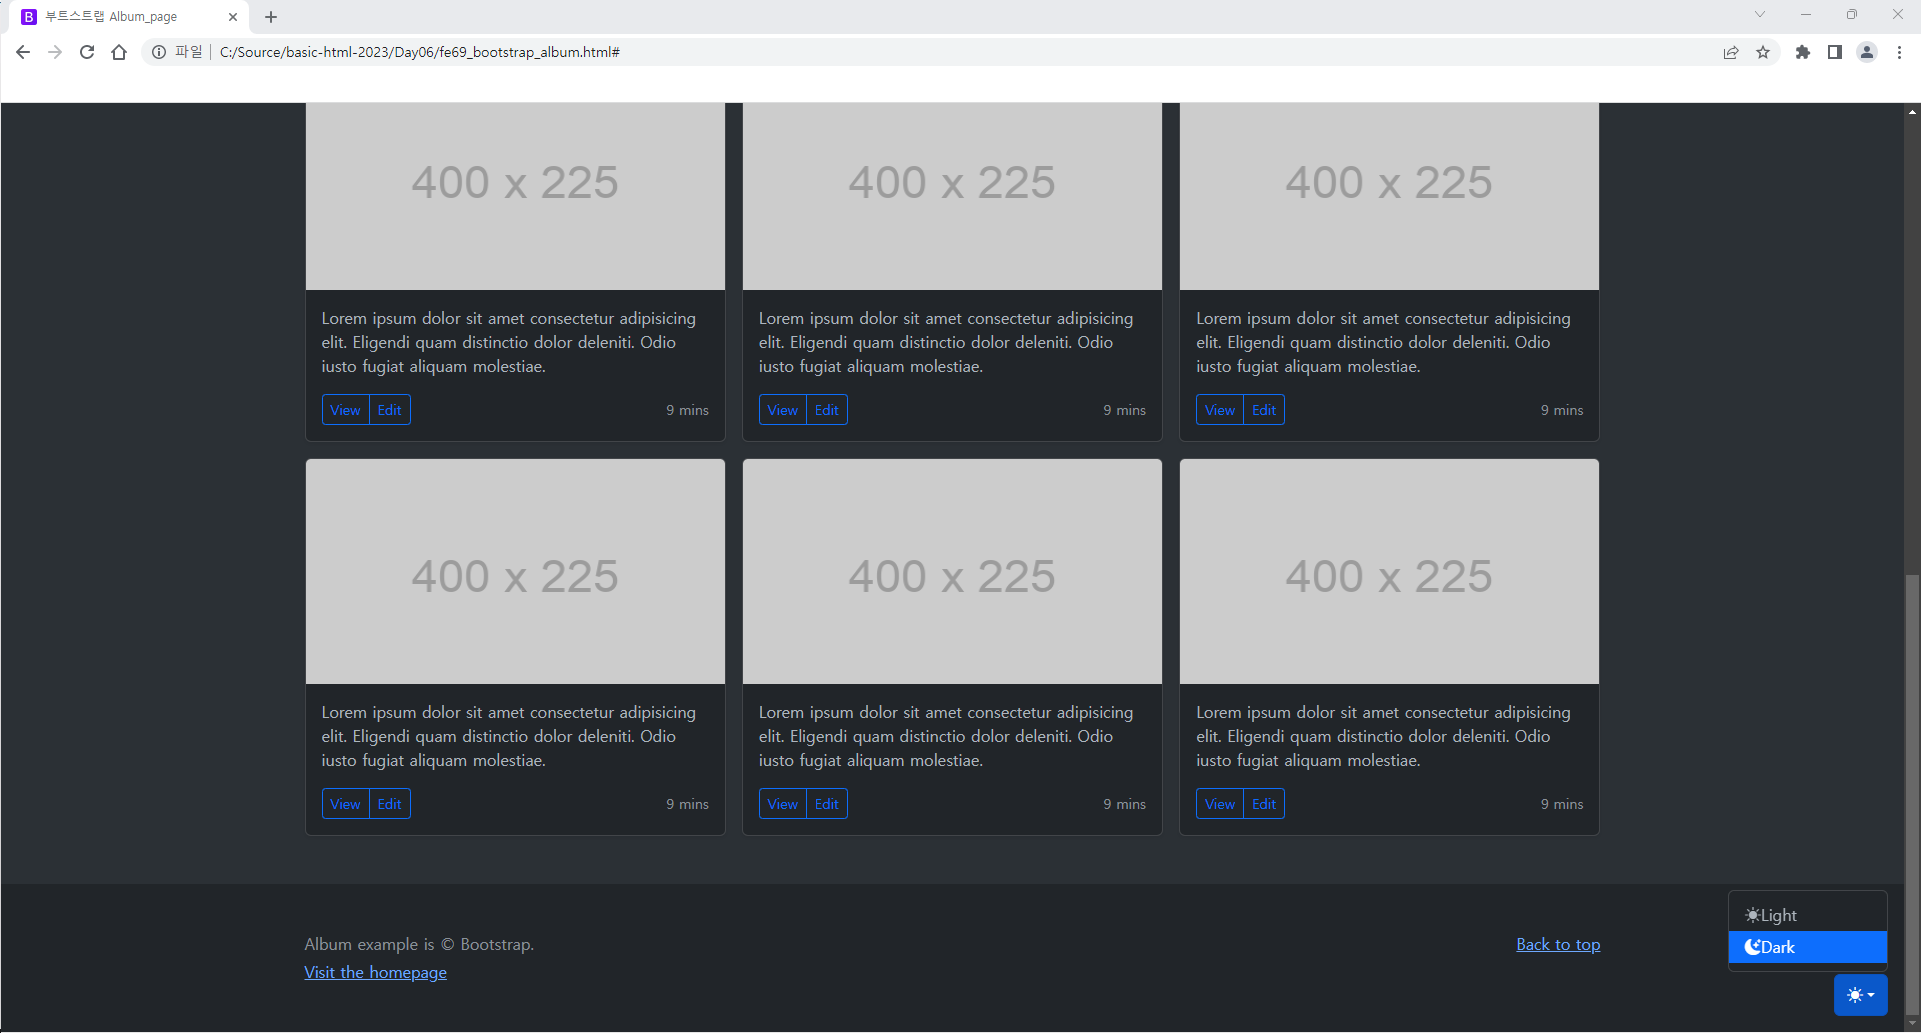 부트스트랩 Album_page
파일 C:/Source/basic-html-2023/Day06/fe69_bootstrap_album.html#
400 x 225
400 x 225
400 x 225
Lorem ipsum dolor sit amet consectetur adipisicing
elit. Eligendi quam distinctio dolor deleniti. Odio
iusto fugiat aliquam molestiae.
View Edit 9 mins
Lorem ipsum dolor sit amet consectetur adipisicing
elit. Eligendi quam distinctio dolor deleniti. Odio
iusto fugiat aliquam molestiae.
View Edit 9 mins
Lorem ipsum dolor sit amet consectetur adipisicing
elit. Eligendi quam distinctio dolor deleniti. Odio
iusto fugiat aliquam molestiae.
View Edit 9 mins
400 x 225
400 x 225
400 x 225
Lorem ipsum dolor sit amet consectetur adipisicing
elit. Eligendi quam distinctio dolor deleniti. Odio
iusto fugiat aliquam molestiae.
View Edit 9 mins
Lorem ipsum dolor sit amet consectetur adipisicing
elit. Eligendi quam distinctio dolor deleniti. Odio
iusto fugiat aliquam molestiae.
View Edit 9 mins
Lorem ipsum dolor sit amet consectetur adipisicing
elit. Eligendi quam distinctio dolor deleniti. Odio
iusto fugiat aliquam molestiae.
View Edit 9 mins
Album example is © Bootstrap.
Visit the homepage
Back to top
Light
Dark